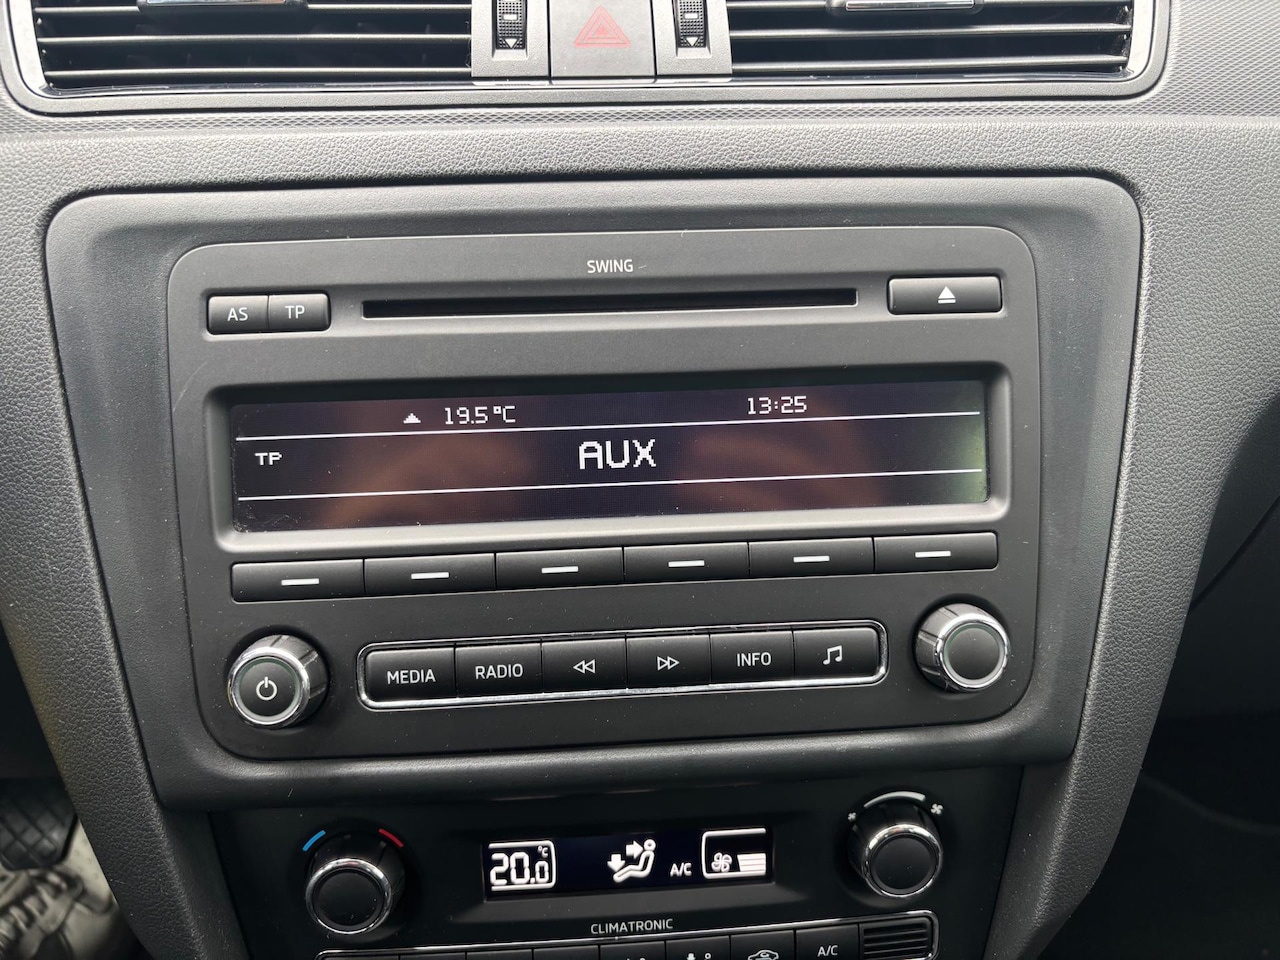 SWING
AS TP
19.5°C 13:25
TP AUX
MEDIA RADIO INFO
20.0 °C A/C
CLIMATRONIC
A/C